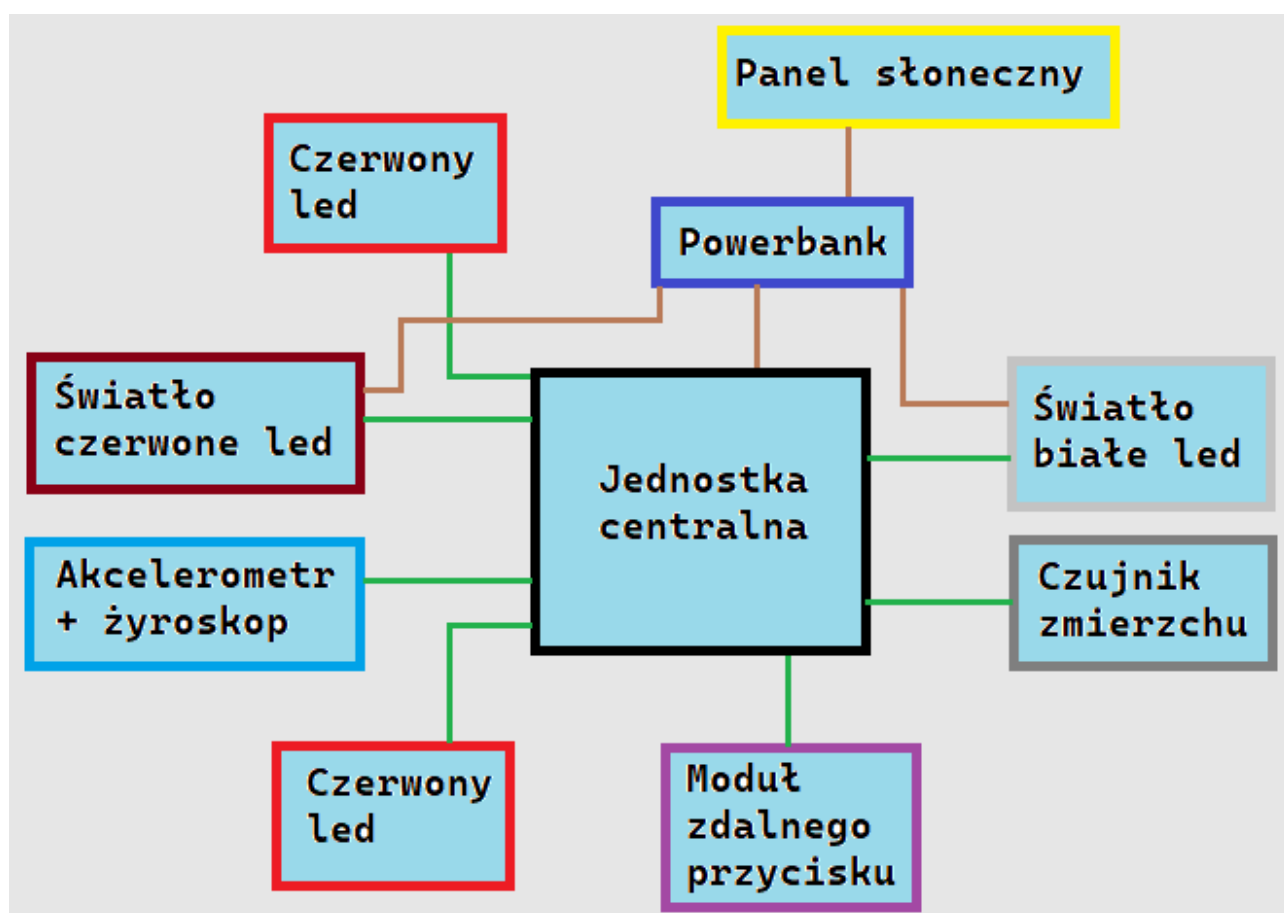 Panel słoneczny
Czerwony
led
Powerbank
Światło
czerwone led
Jednostka
centralna
Światło
białe led
Akcelerometr
+ żyroskop
Czujnik
zmierzchu
Czerwony
led
Moduł
zdalnego
przycisku